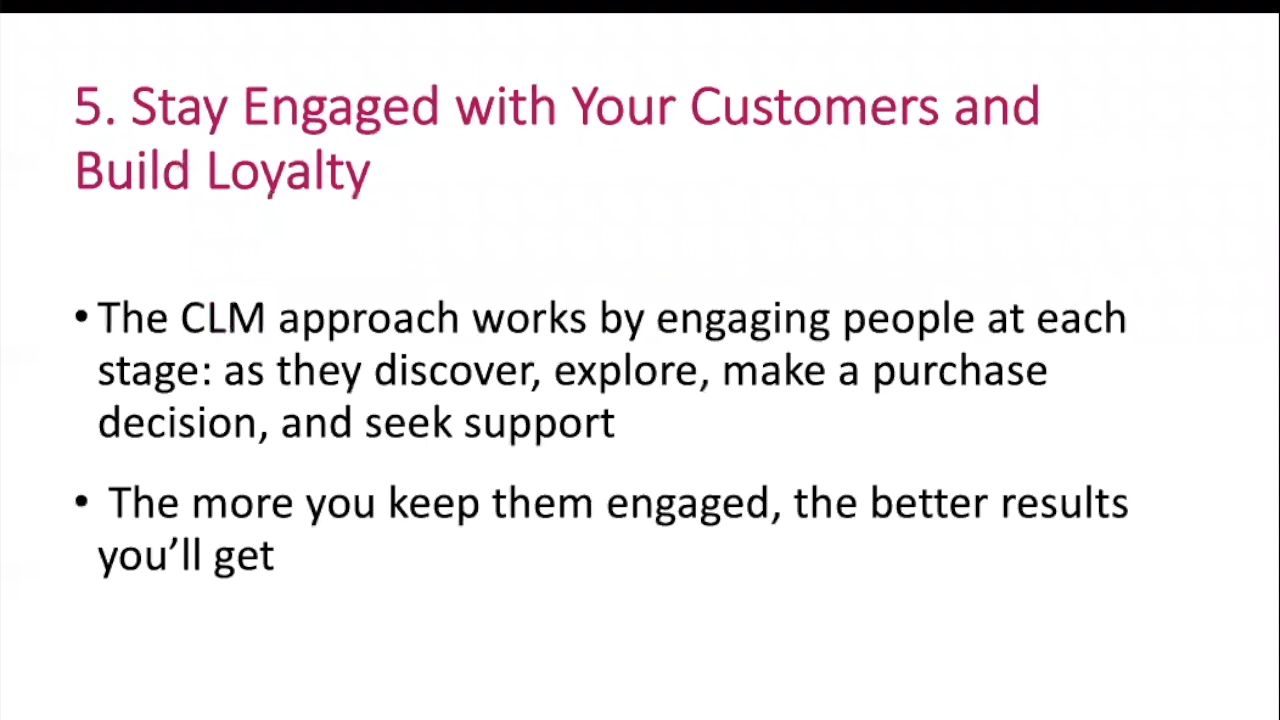 5. Stay Engaged with Your Customers and
Build Loyalty
• The CLM approach works by engaging people at each
stage: as they discover, explore, make a purchase
decision, and seek support
• The more you keep them engaged, the better results
you’ll get